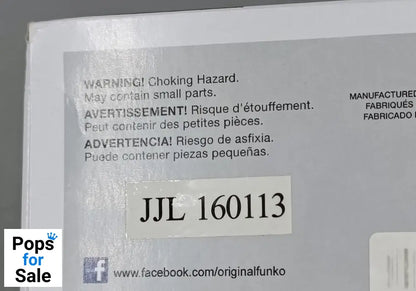 WARNING! Choking Hazard.
May contain small parts.
AVERTISSEMENT! Risque d'étouffement.
Peut contenir des petites pièces.
ADVERTENCIA! Riesgo de asfixia.
Puede contener piezas pequeñas.
MANUFACTURED
FABRIQUÉS
FABRICADO
JJL 160113
Pops
for
Sale
f www.facebook.com/originalfunko